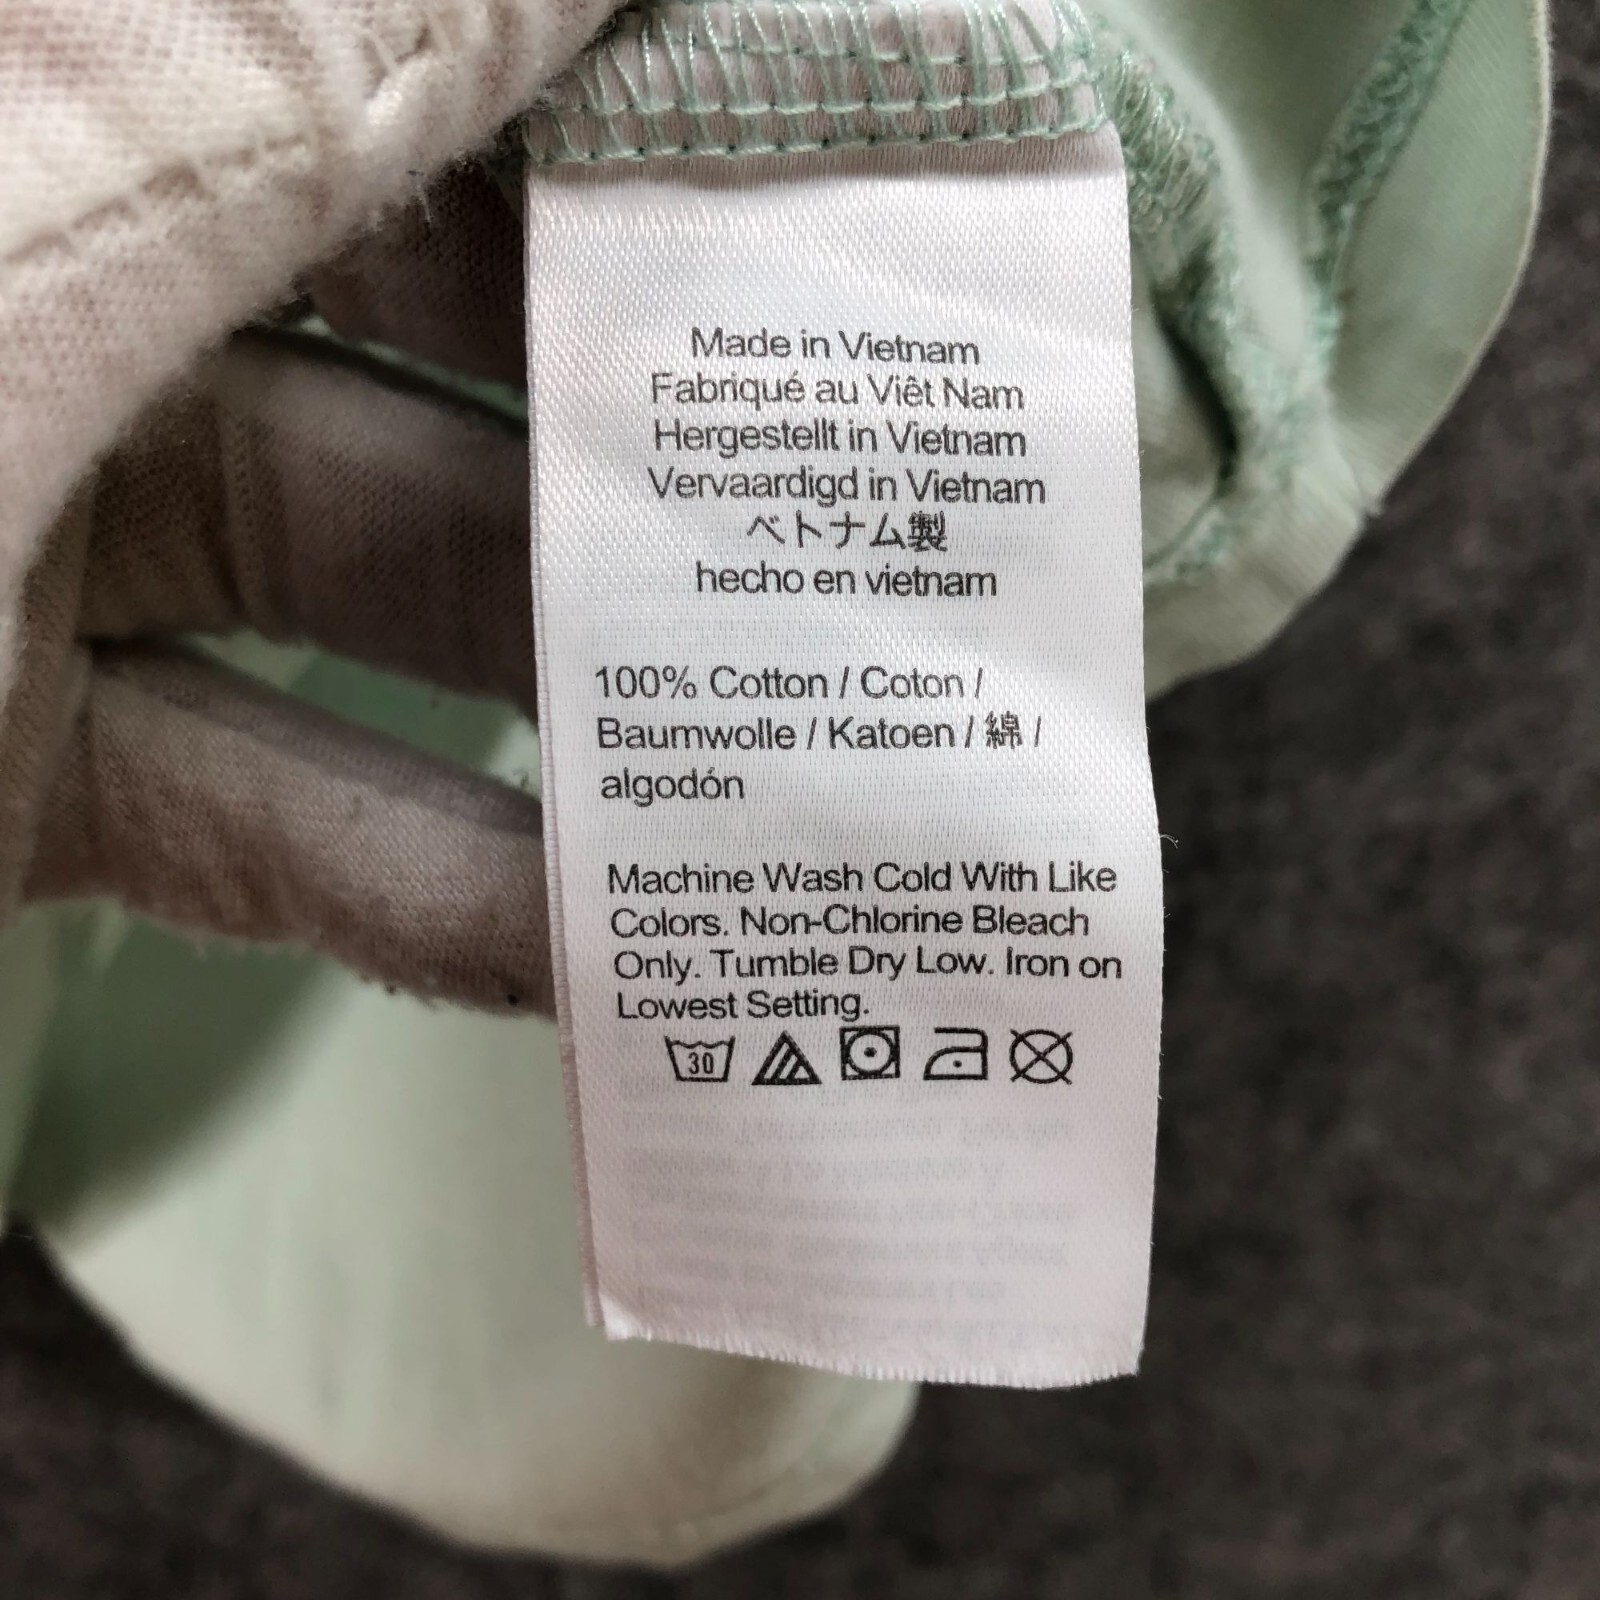 Made in Vietnam
Fabriqué au Viêt Nam
Hergestellt in Vietnam
Vervaardigd in Vietnam
ベトナム製
hecho en vietnam
100% Cotton / Coton /
Baumwolle / Katoen / 綿 /
algodón
Machine Wash Cold With Like
Colors. Non-Chlorine Bleach
Only. Tumble Dry Low. Iron on
Lowest Setting.
30